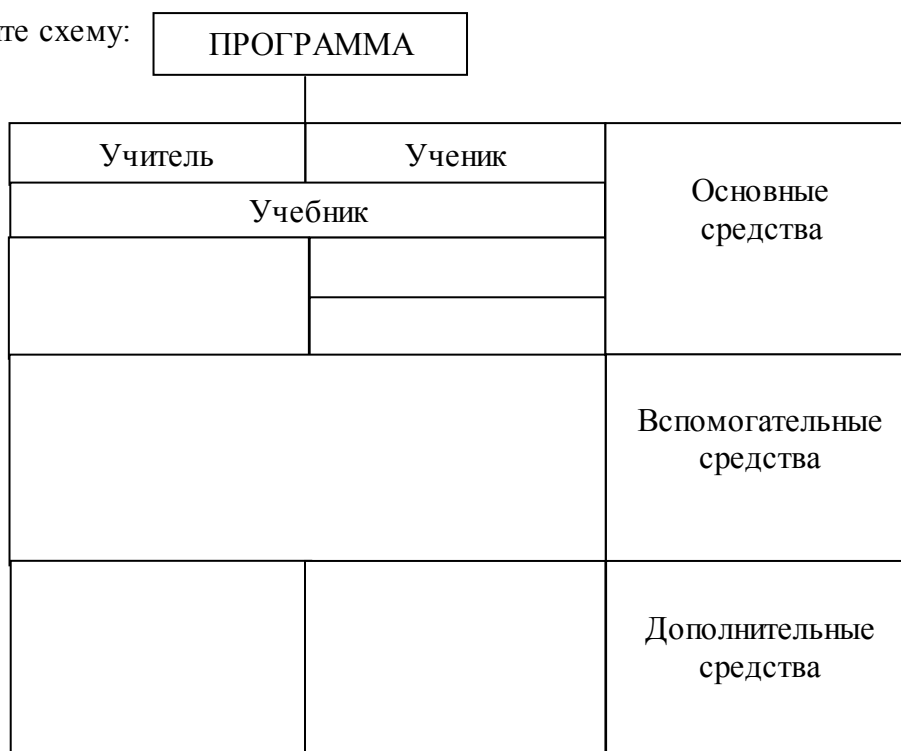 те схему:
ПРОГРАММА
Учитель
Ученик
Учебник
Основные
средства
Вспомогательные
средства
Дополнительные
средства